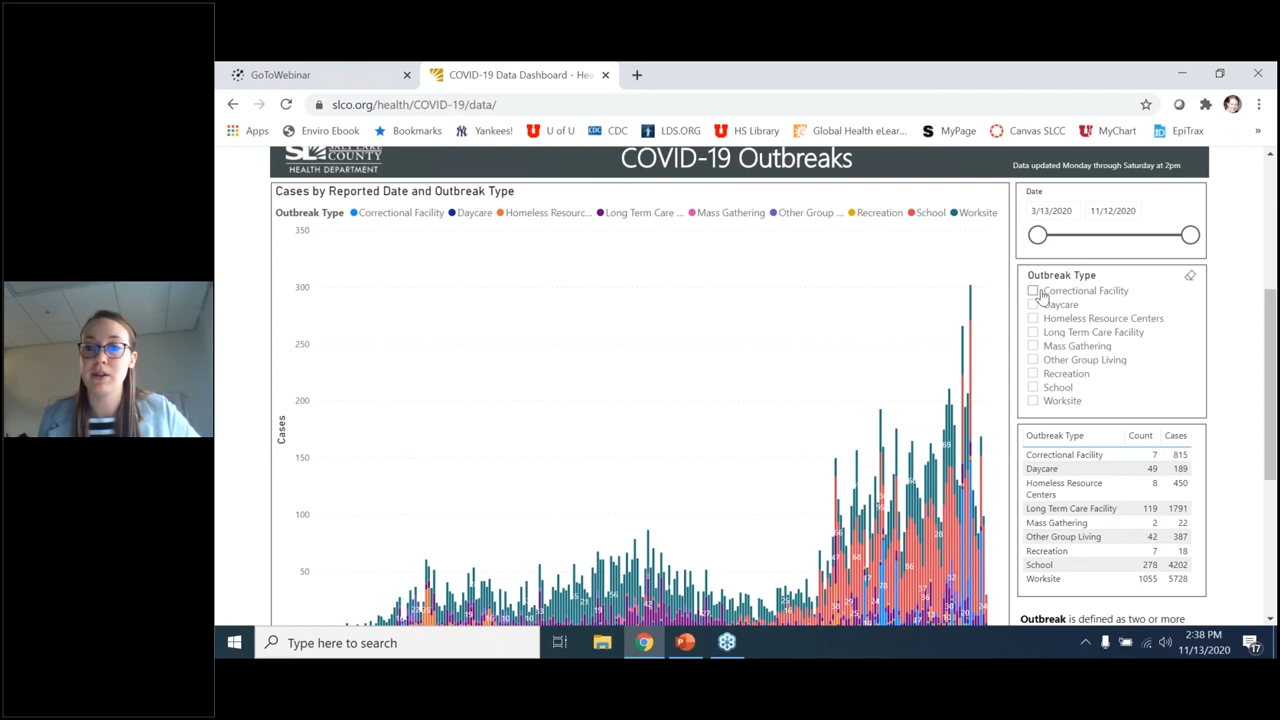 GoToWebinar
COVID-19 Data Dashboard - Hea
slco.org/health/COVID-19/data/
Apps Enviro Ebook Bookmarks Yankees! U of U CDC LDS.ORG HS Library Global Health eLear... MyPage Canvas SLCC MyChart EpiTrax »
SALT LAKE
COUNTY
HEALTH DEPARTMENT
COVID-19 Outbreaks
Data updated Monday through Saturday at 2pm
Cases by Reported Date and Outbreak Type
Outbreak Type Correctional Facility Daycare Homeless Resourc... Long Term Care ... Mass Gathering Other Group ... Recreation School Worksite
350
300
250
200
150
100
50
Cases
Date
3/13/2020 11/12/2020
Outbreak Type
Correctional Facility
Daycare
Homeless Resource Centers
Long Term Care Facility
Mass Gathering
Other Group Living
Recreation
School
Worksite
Outbreak Type Count Cases
Correctional Facility 7 815
Daycare 49 189
Homeless Resource Centers 8 450
Long Term Care Facility 119 1791
Mass Gathering 2 22
Other Group Living 42 387
Recreation 7 18
School 278 4202
Worksite 1055 5728
Outbreak is defined as two or more
Type here to search
2:38 PM
11/13/2020
17